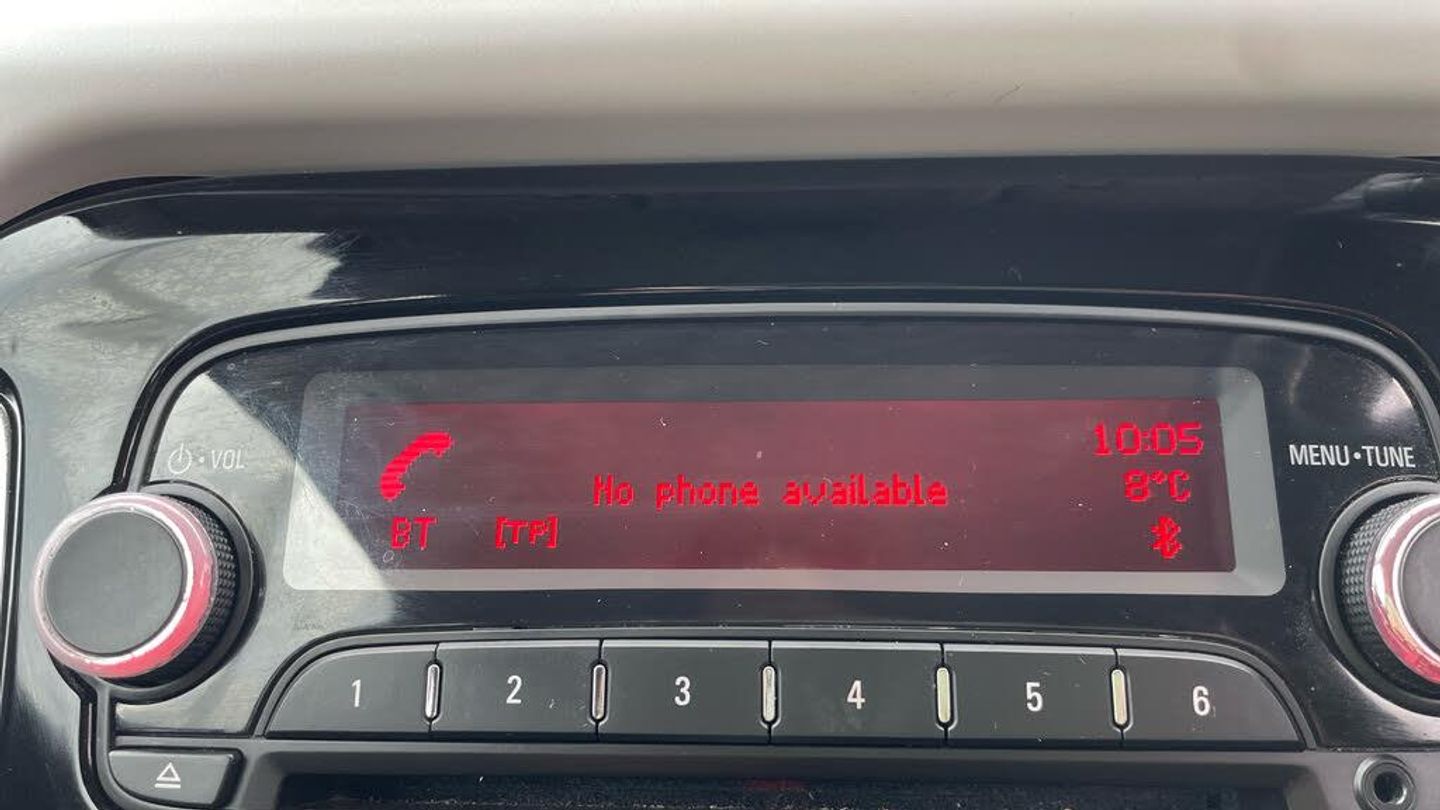 10:05
VOL
MENU•TUNE
No phone available
8°C
BT [TP]
1 2 3 4 5 6